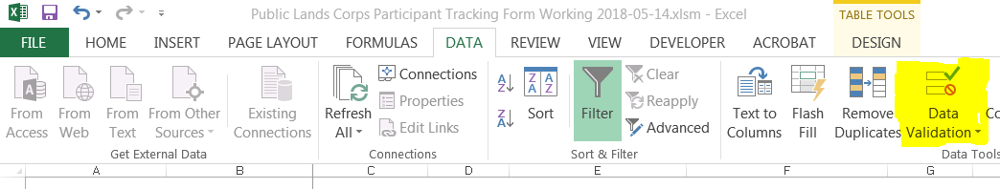 Public Lands Corps Participant Tracking Form Working 2018-05-14.xlsm - Excel
TABLE TOOLS
FILE HOME INSERT PAGE LAYOUT FORMULAS DATA REVIEW VIEW DEVELOPER ACROBAT DESIGN
From Access
From Web
From Text
From Other Sources
Existing Connections
Get External Data
Refresh All
Connections
Properties
Edit Links
Connections
Sort
Filter
Clear
Reapply
Advanced
Sort & Filter
Text to Columns
Flash Fill
Remove Duplicates
Data Validation
Co
Data Tools
A B C D E F G H